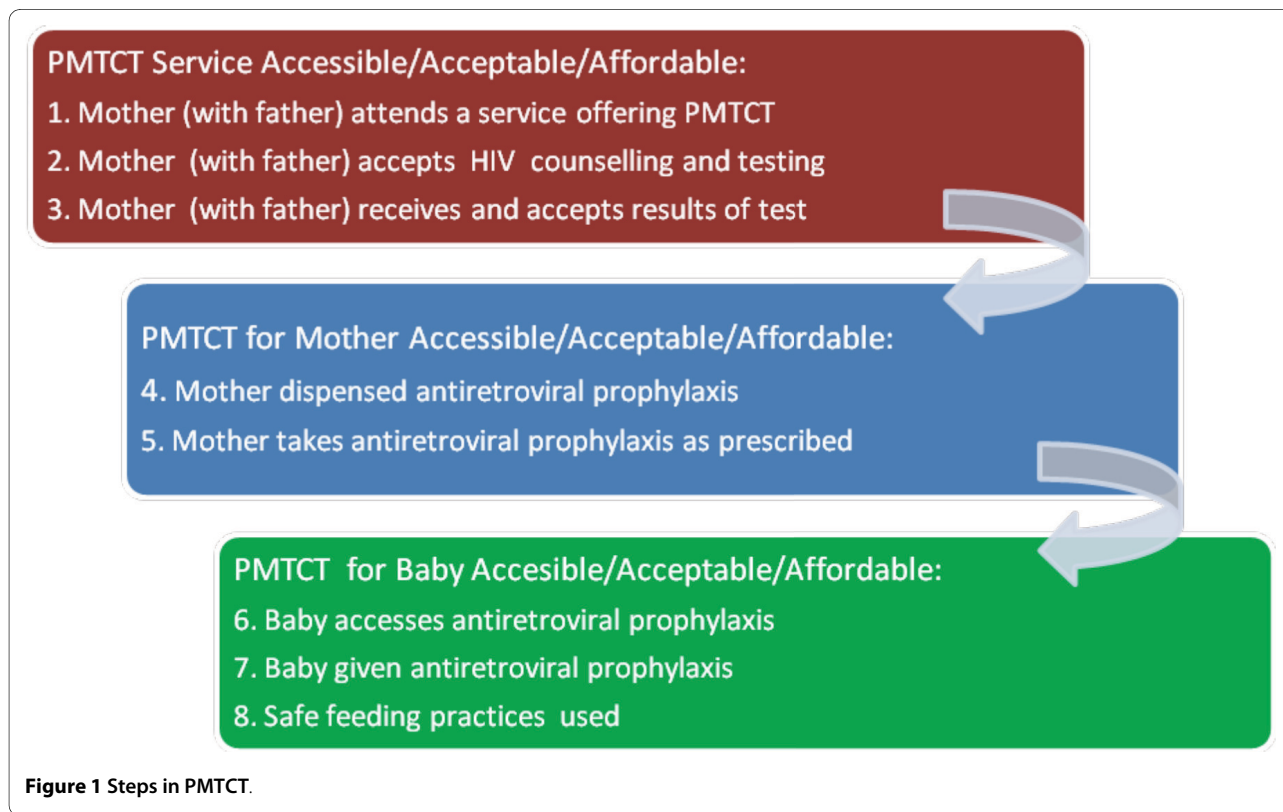 PMTCT Service Accessible/Acceptable/Affordable:
1. Mother (with father) attends a service offering PMTCT
2. Mother (with father) accepts HIV counselling and testing
3. Mother (with father) receives and accepts results of test
PMTCT for Mother Accessible/Acceptable/Affordable:
4. Mother dispensed antiretroviral prophylaxis
5. Mother takes antiretroviral prophylaxis as prescribed
PMTCT for Baby Accesible/Acceptable/Affordable:
6. Baby accesses antiretroviral prophylaxis
7. Baby given antiretroviral prophylaxis
8. Safe feeding practices used
Figure 1 Steps in PMTCT.